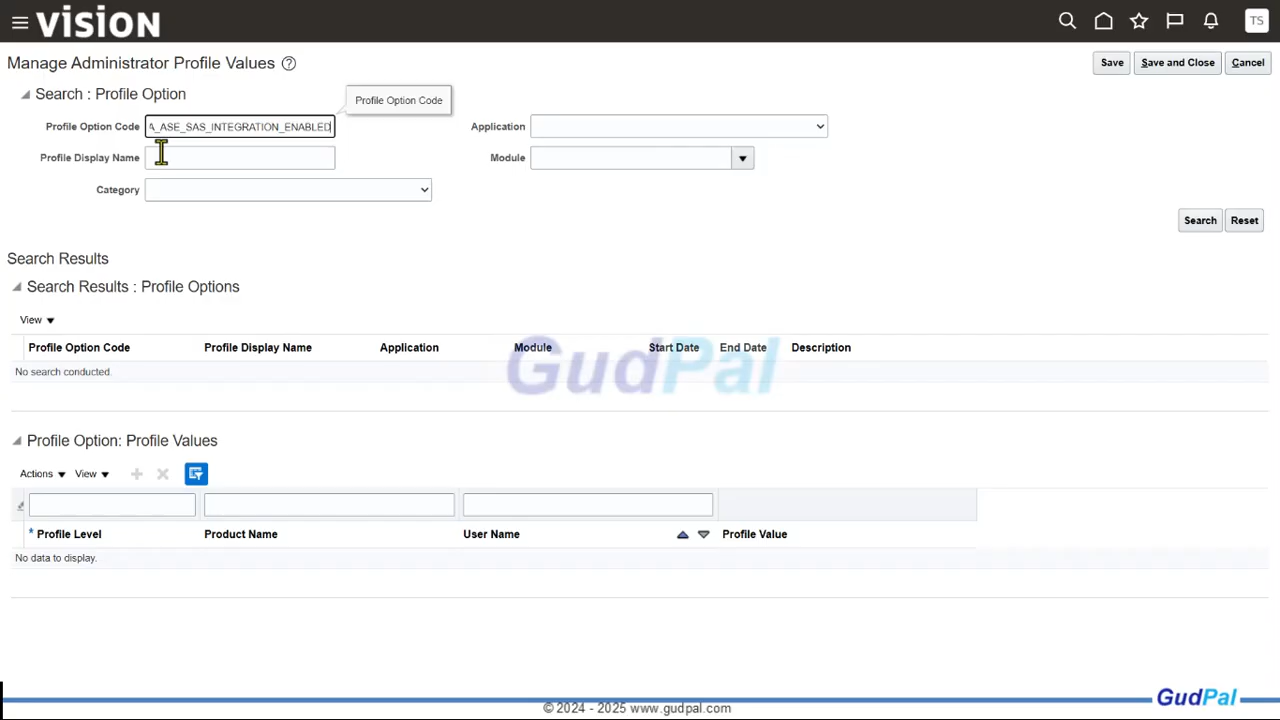 vision
TS
Manage Administrator Profile Values ?
Save
Save and Close
Cancel
Search : Profile Option
Profile Option Code
Profile Option Code
A_ASE_SAS_INTEGRATION_ENABLED
Application
Profile Display Name
Module
Category
Search
Reset
Search Results
Search Results : Profile Options
View
Profile Option Code
Profile Display Name
Application
Module
Start Date
End Date
Description
No search conducted.
GudPal
Profile Option: Profile Values
Actions
View
* Profile Level
Product Name
User Name
Profile Value
No data to display.
GudPal
© 2024 - 2025 www.gudpal.com